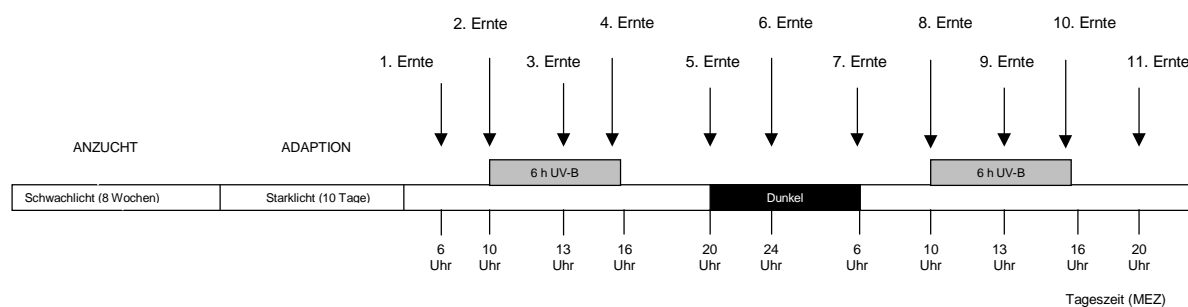 2. Ernte 4. Ernte 6. Ernte 8. Ernte 10. Ernte
1. Ernte 3. Ernte 5. Ernte 7. Ernte 9. Ernte 11. Ernte
ANZUCHT ADAPTION
6 h UV-B 6 h UV-B
Schwachlicht (8 Wochen) Starklicht (10 Tage) Dunkel
6 10 13 16 20 24 6 10 13 16 20
Uhr Uhr Uhr Uhr Uhr Uhr Uhr Uhr Uhr Uhr Uhr
Tageszeit (MEZ)